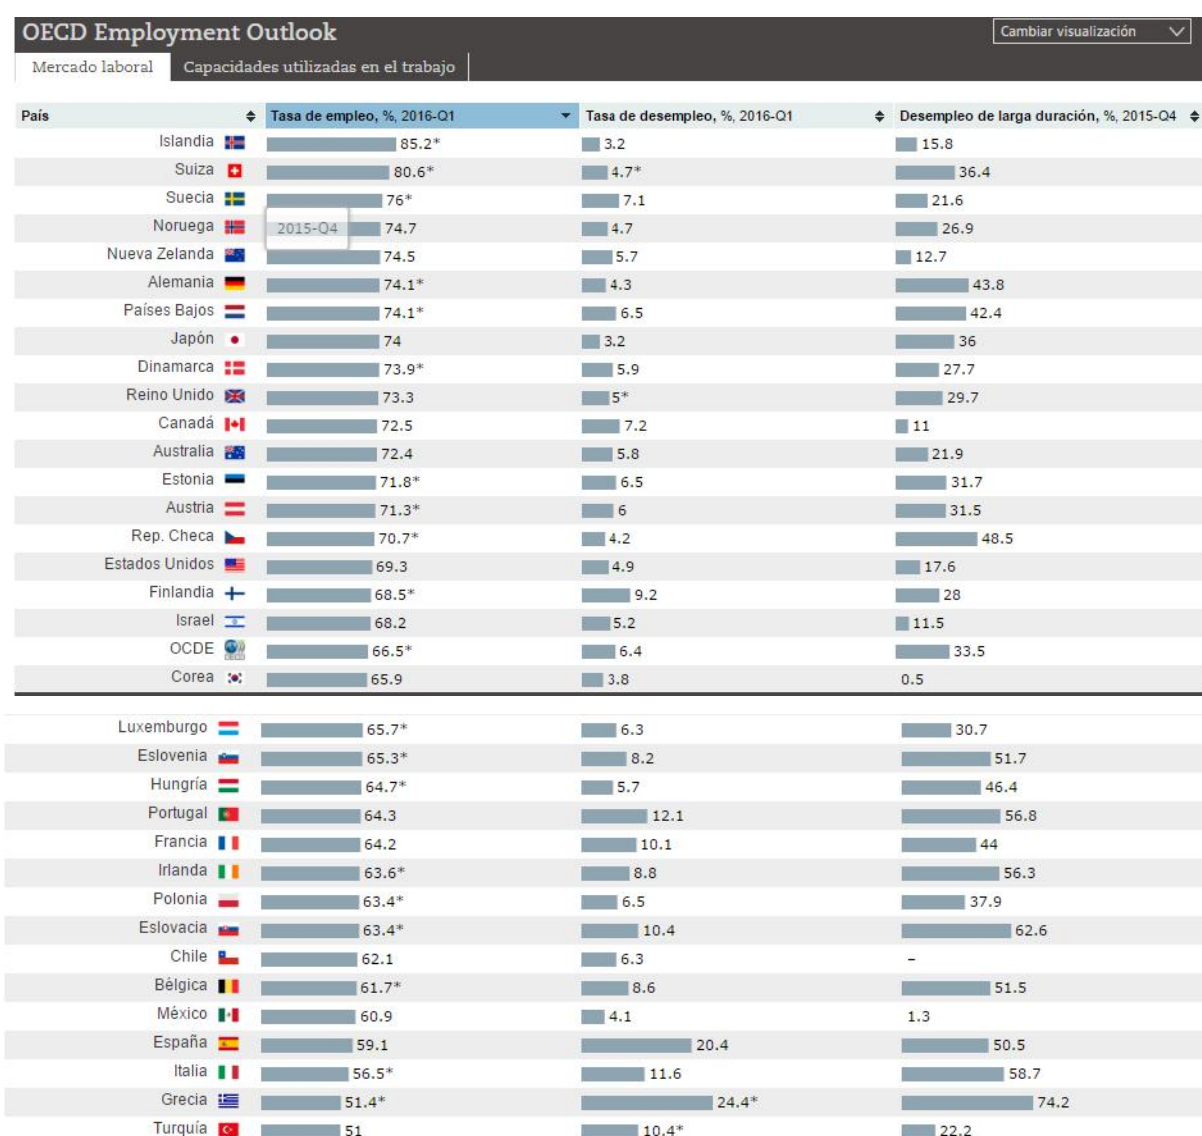 OECD Employment Outlook
Cambiar visualización
Mercado laboral Capacidades utilizadas en el trabajo
País Tasa de empleo, %, 2016-Q1 Tasa de desempleo, %, 2016-Q1 Desempleo de larga duración, %, 2015-Q4
Islandia 85.2* 3.2 15.8
Suiza 80.6* 4.7* 36.4
Suecia 76* 7.1 21.6
Noruega 2015-Q4 74.7 4.7 26.9
Nueva Zelanda 74.5 5.7 12.7
Alemania 74.1* 4.3 43.8
Países Bajos 74.1* 6.5 42.4
Japón 74 3.2 36
Dinamarca 73.9* 5.9 27.7
Reino Unido 73.3 5* 29.7
Canadá 72.5 7.2 11
Australia 72.4 5.8 21.9
Estonia 71.8* 6.5 31.7
Austria 71.3* 6 31.5
Rep. Checa 70.7* 4.2 48.5
Estados Unidos 69.3 4.9 17.6
Finlandia 68.5* 9.2 28
Israel 68.2 5.2 11.5
OCDE 66.5* 6.4 33.5
Corea 65.9 3.8 0.5
Luxemburgo 65.7* 6.3 30.7
Eslovenia 65.3* 8.2 51.7
Hungría 64.7* 5.7 46.4
Portugal 64.3 12.1 56.8
Francia 64.2 10.1 44
Irlanda 63.6* 8.8 56.3
Polonia 63.4* 6.5 37.9
Eslovacia 63.4* 10.4 62.6
Chile 62.1 6.3 –
Bélgica 61.7* 8.6 51.5
México 60.9 4.1 1.3
España 59.1 20.4 50.5
Italia 56.5* 11.6 58.7
Grecia 51.4* 24.4* 74.2
Turquía 51 10.4* 22.2